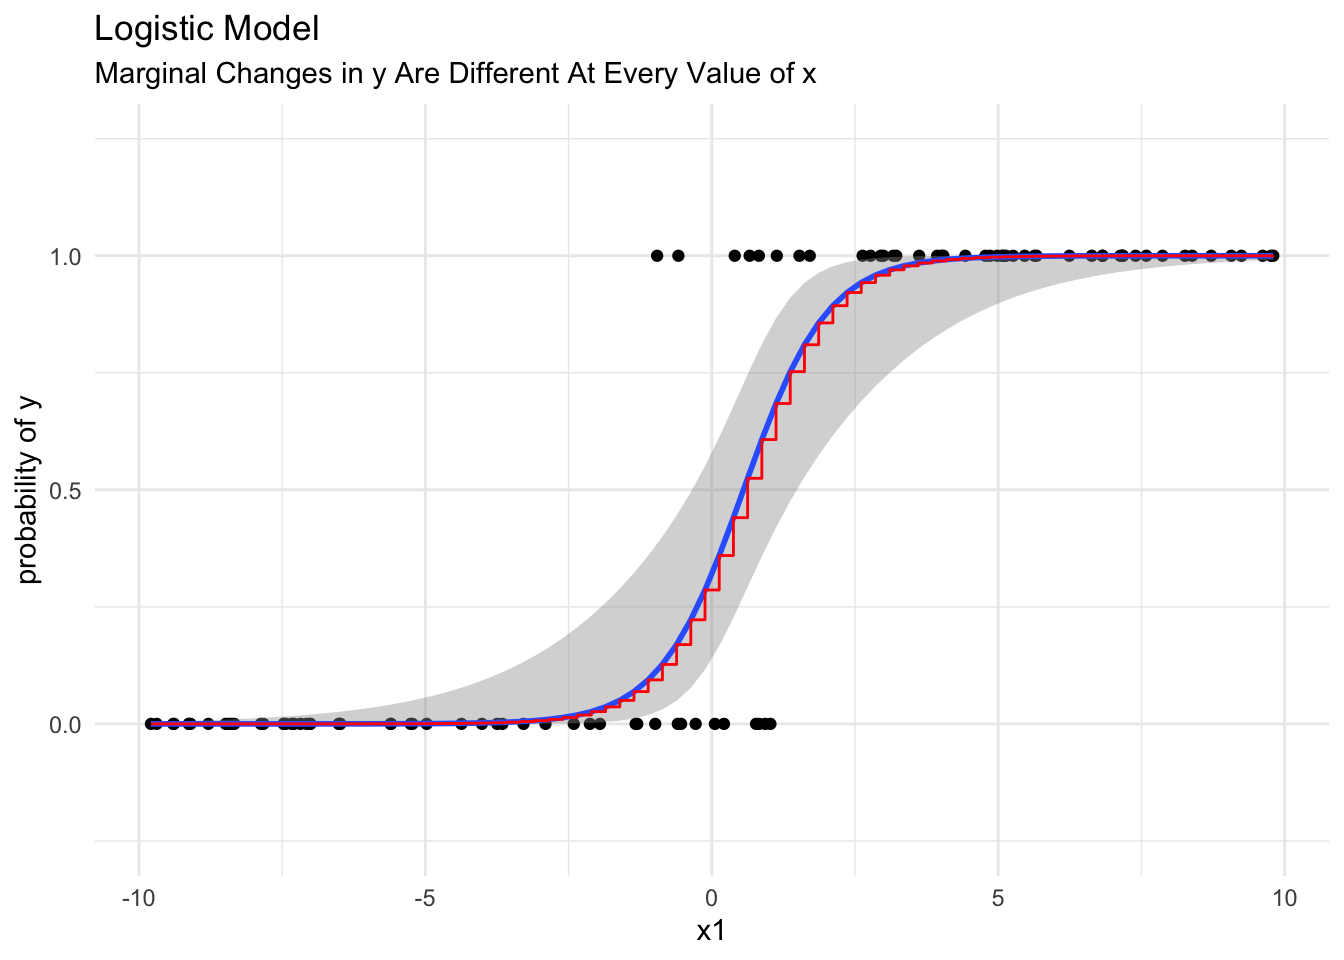 Logistic Model
Marginal Changes in y Are Different At Every Value of x
probability of y
1.0
0.5
0.0
-10 -5 0 5 10
x1